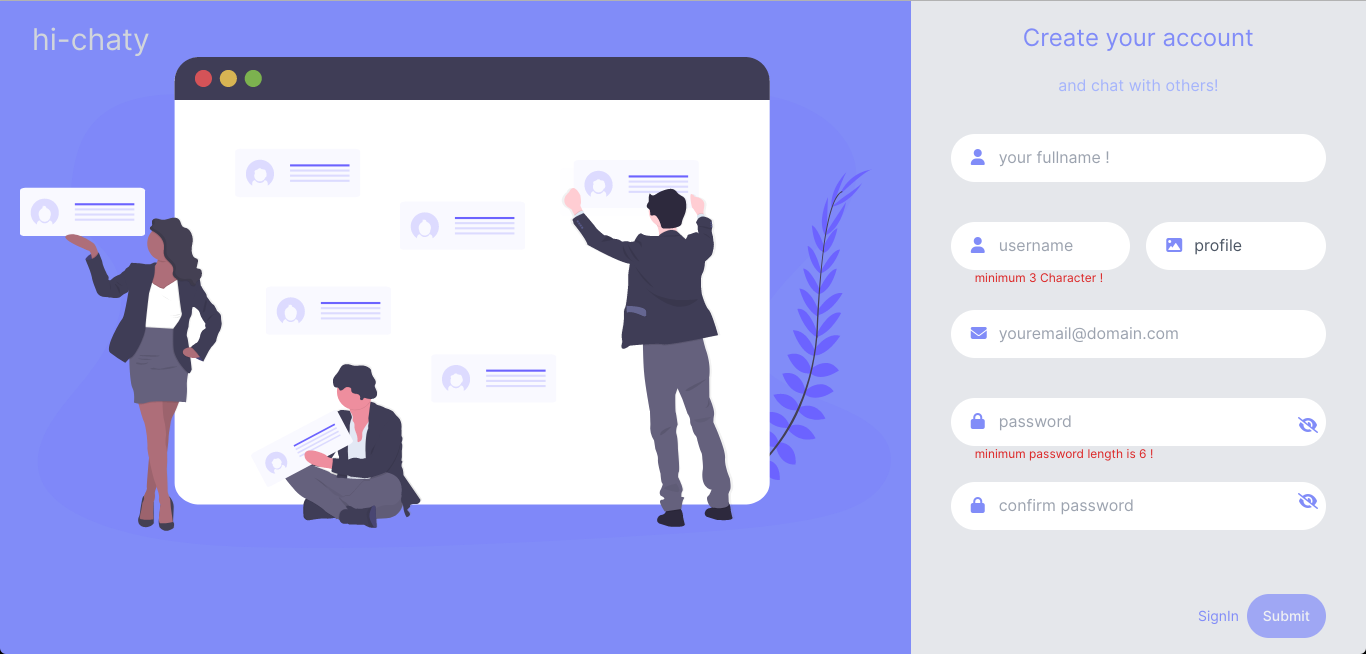 hi-chaty
Create your account
and chat with others!
your fullname !
username
profile
minimum 3 Character !
youremail@domain.com
password
minimum password length is 6 !
confirm password
SignIn
Submit